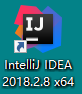 IJ
IntelliJ IDEA
2018.2.8 x64